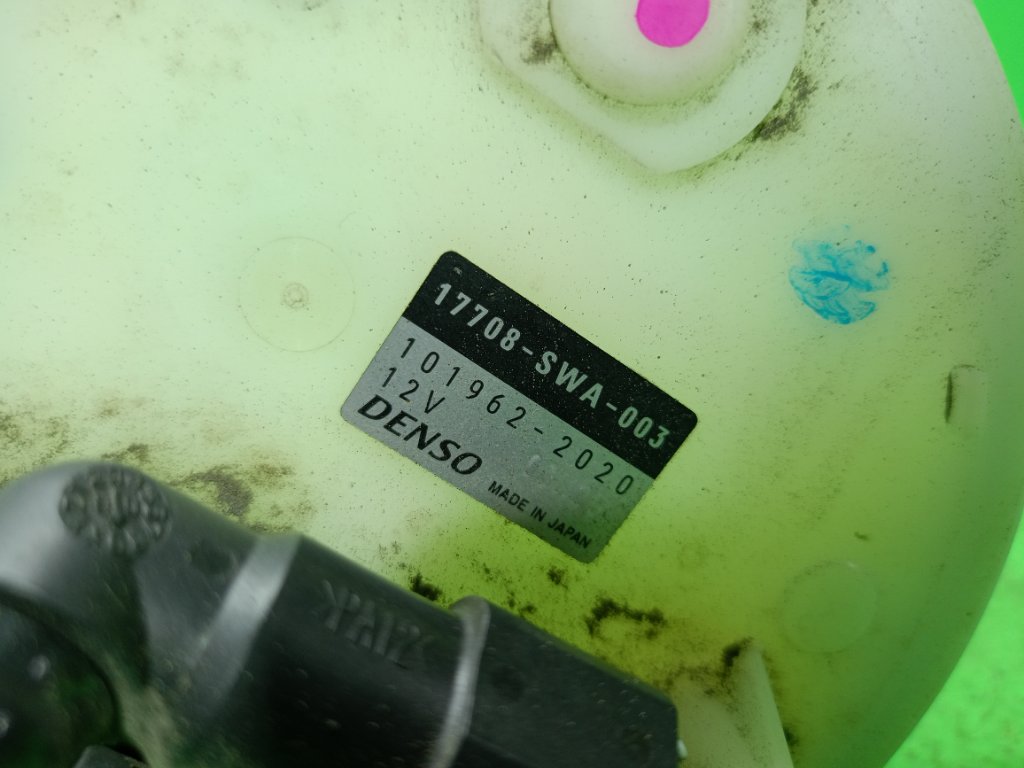 17708-SWA-003
101962-2020
12V
DENSO
MADE IN JAPAN